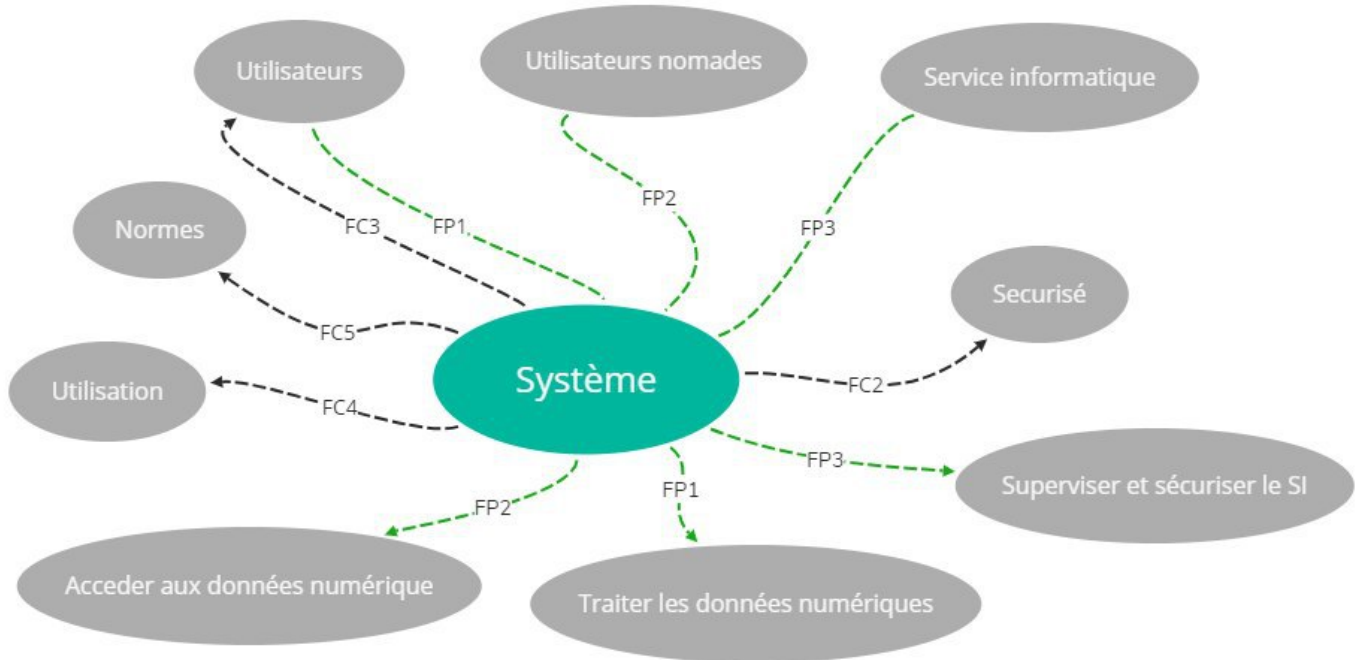 Utilisateurs
Utilisateurs nomades
Service informatique
Normes
FC3
FP1
FP2
FP3
Securisé
FC5
Système
Utilisation
FC4
FC2
FP3
Superviser et sécuriser le SI
FP2
FP1
Acceder aux données numérique
Traiter les données numériques